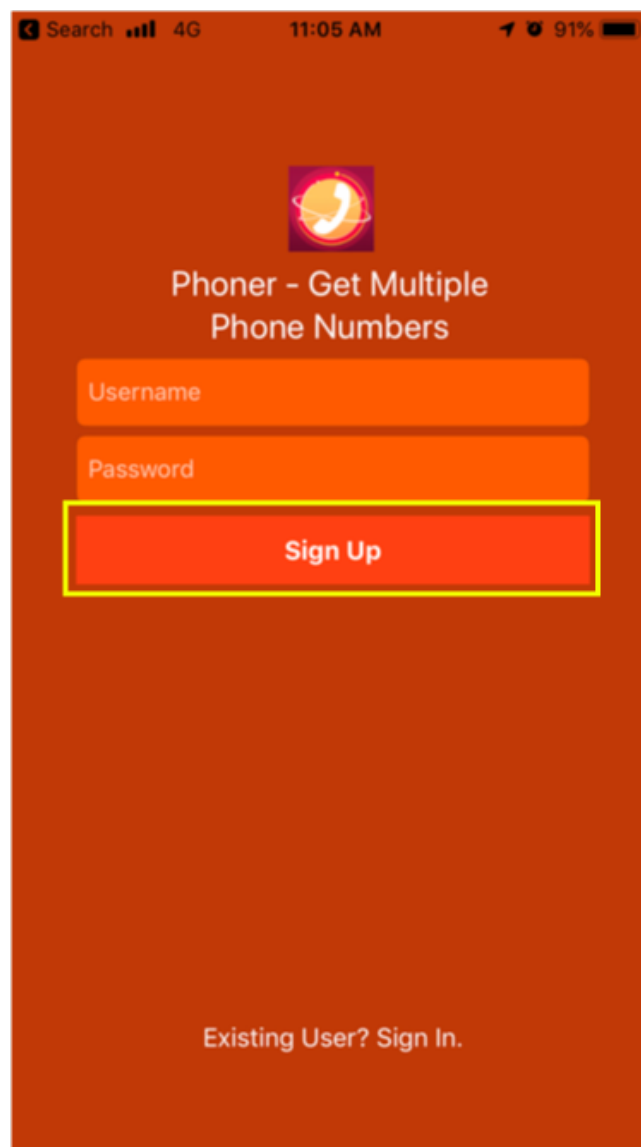 Search 4G 11:05 AM 91%
Phoner - Get Multiple
Phone Numbers
Username
Password
Sign Up
Existing User? Sign In.